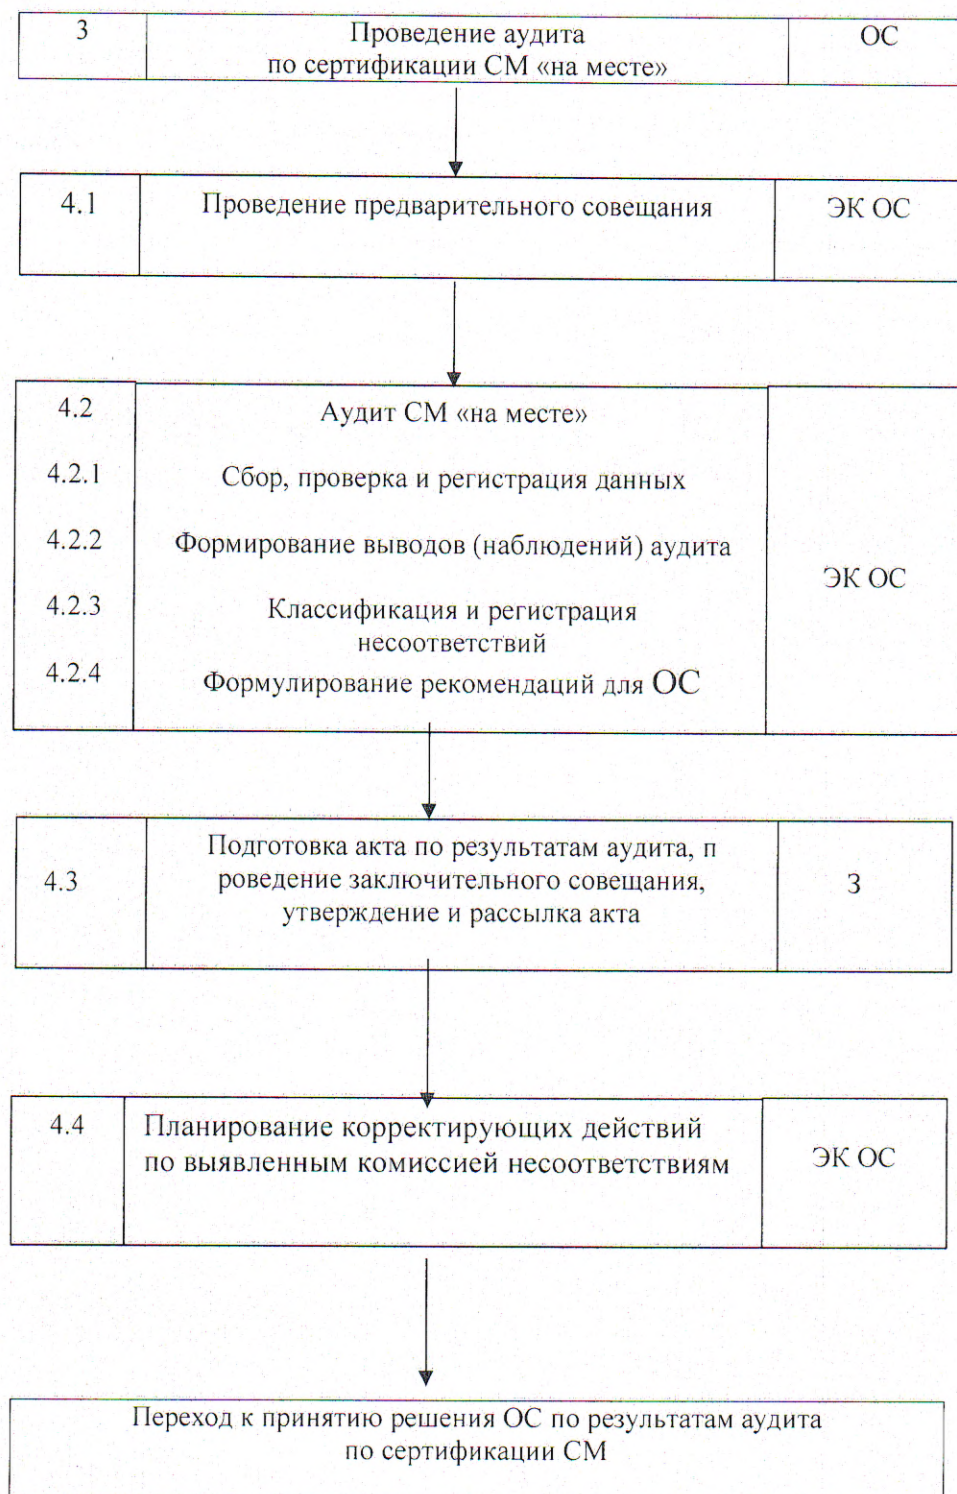 3 Проведение аудита ОС
по сертификации СМ «на месте»
4.1 Проведение предварительного совещания ЭК ОС
4.2 Аудит СМ «на месте»
4.2.1 Сбор, проверка и регистрация данных
4.2.2 Формирование выводов (наблюдений) аудита
ЭК ОС
4.2.3 Классификация и регистрация
несоответствий
4.2.4 Формулирование рекомендаций для ОС
Подготовка акта по результатам аудита, п
4.3 роведение заключительного совещания, З
утверждение и рассылка акта
4.4 Планирование корректирующих действий
по выявленным комиссией несоответствиям ЭК ОС
Переход к принятию решения ОС по результатам аудита
по сертификации СМ